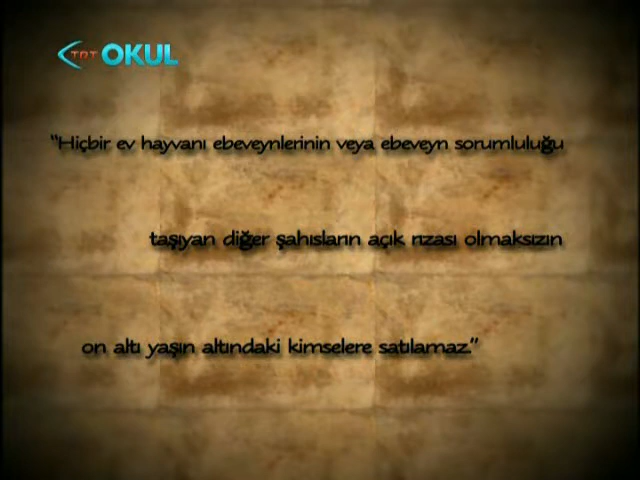 TRT OKUL
“Hiçbir ev hayvanı ebeveynlerinin veya ebeveyn sorumluluğu
taşıyan diğer şahısların açık rızası olmaksızın
on altı yaşın altındaki kimselere satılamaz.”